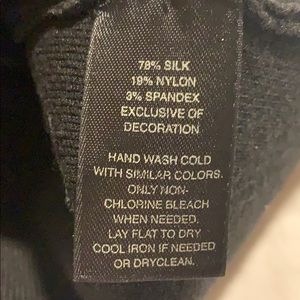 78% SILK
19% NYLON
3% SPANDEX
EXCLUSIVE OF
DECORATION
HAND WASH COLD
WITH SIMILAR COLORS.
ONLY NON-
CHLORINE BLEACH
WHEN NEEDED.
LAY FLAT TO DRY
COOL IRON IF NEEDED
OR DRYCLEAN.